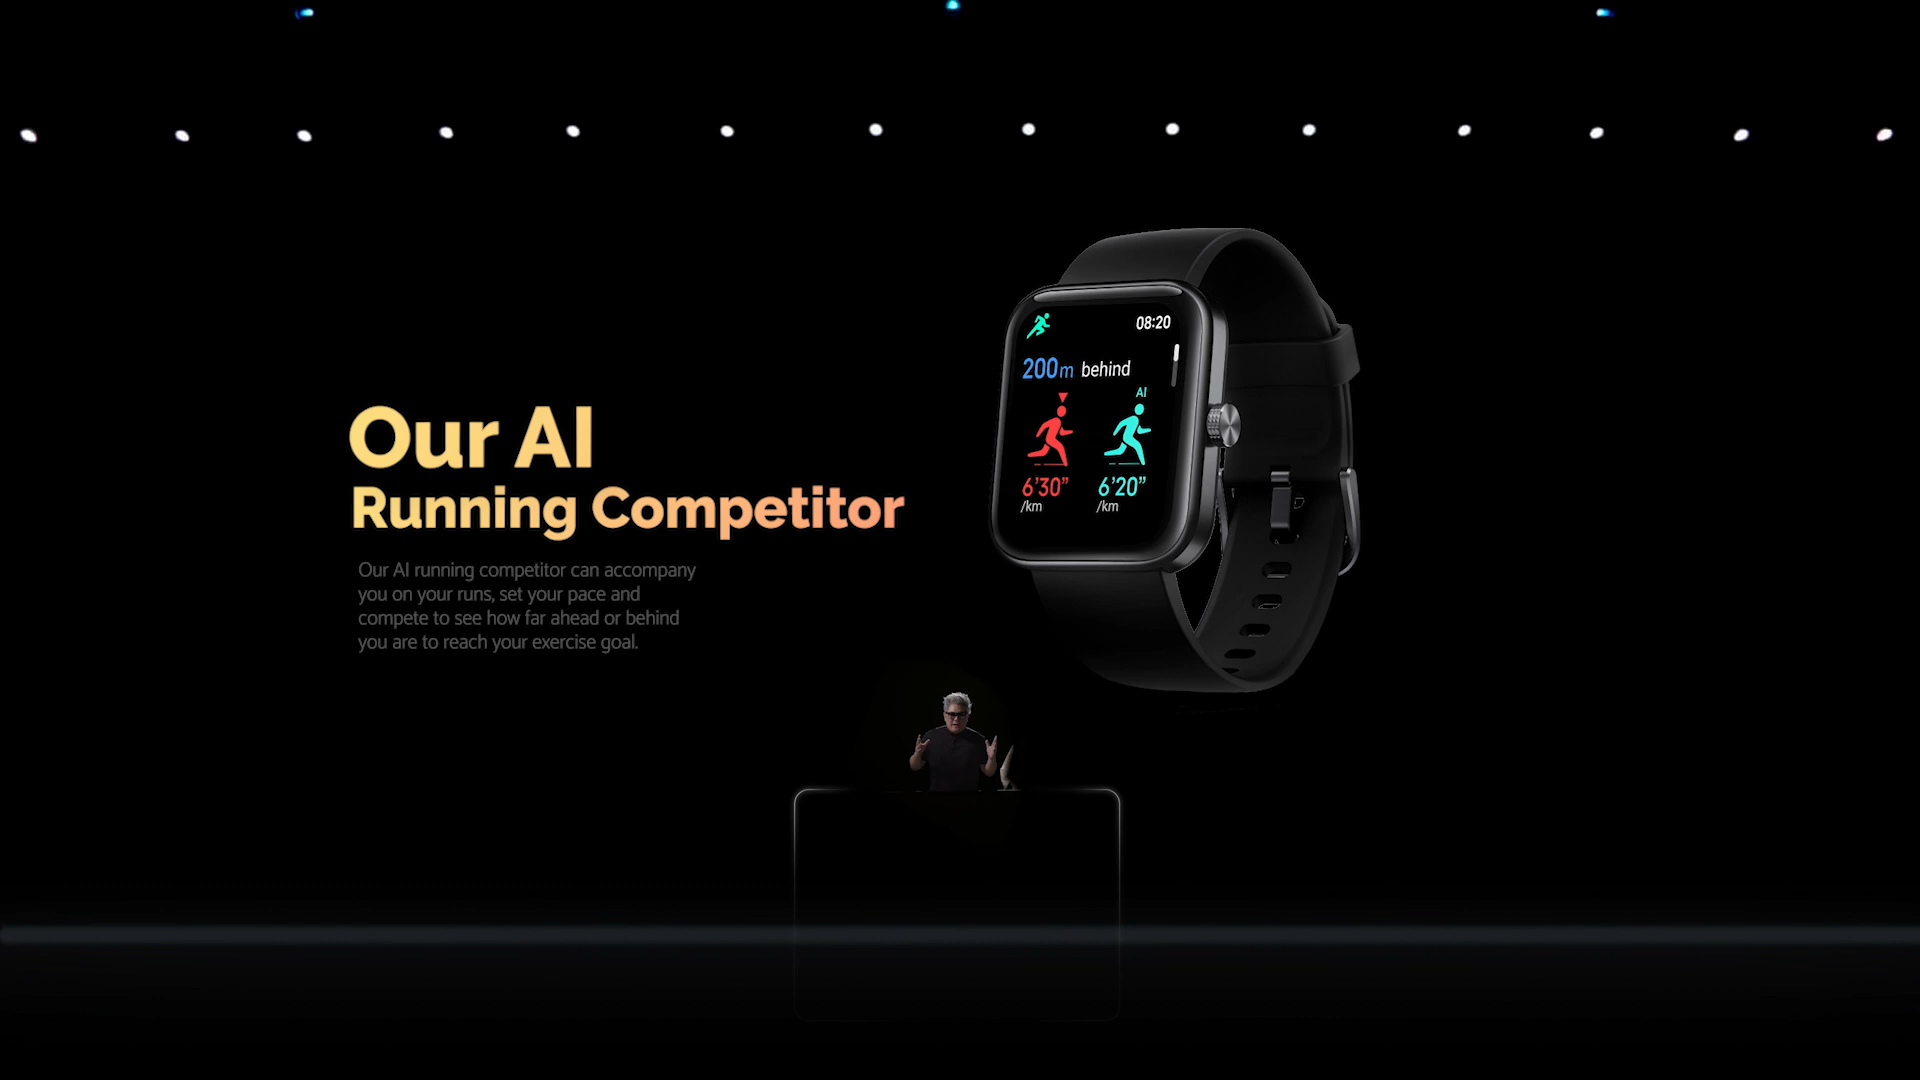 Our AI
Running Competitor
Our AI running competitor can accompany
you on your runs, set your pace and
compete to see how far ahead or behind
you are to reach your exercise goal.
08:20
200m behind
AI
6'30" 6'20"
/km /km